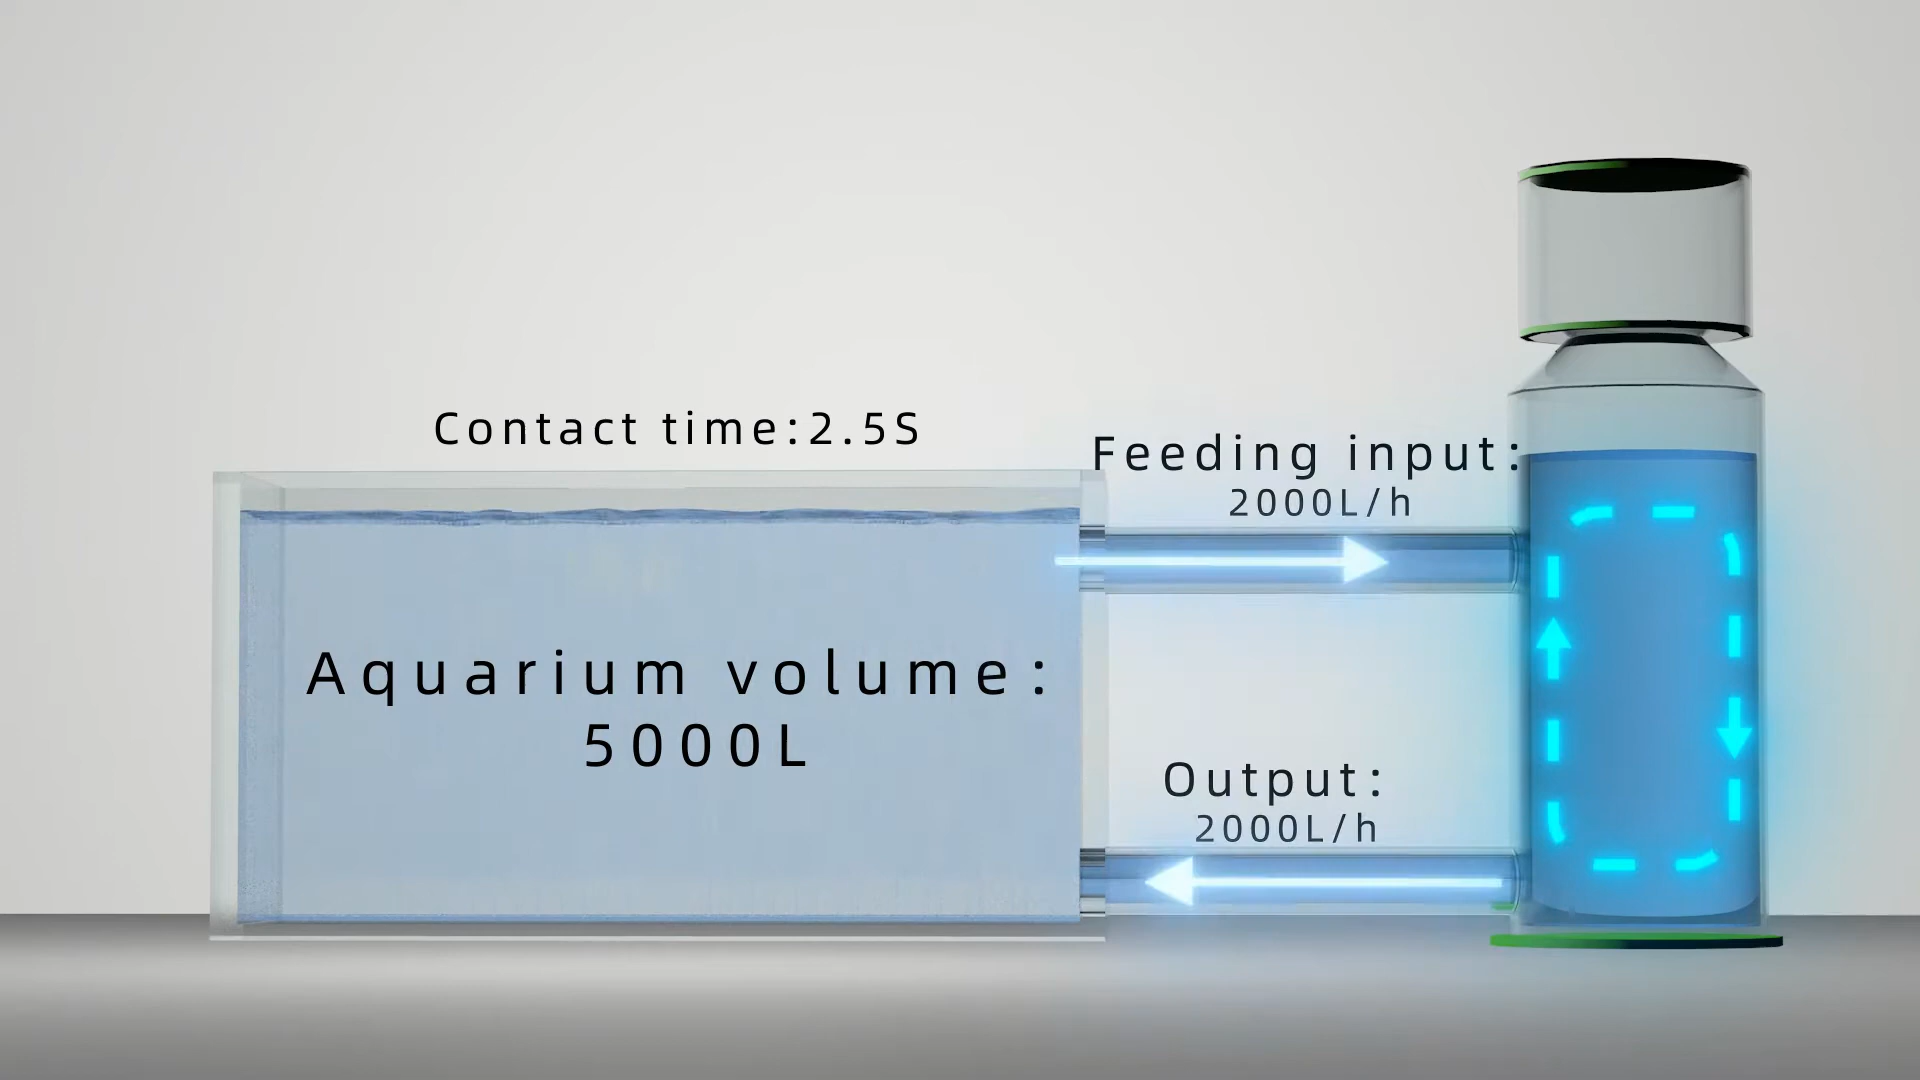 Contact time:2.5S
Feeding input:
2000L/h
Aquarium volume:
5000L
Output:
2000L/h